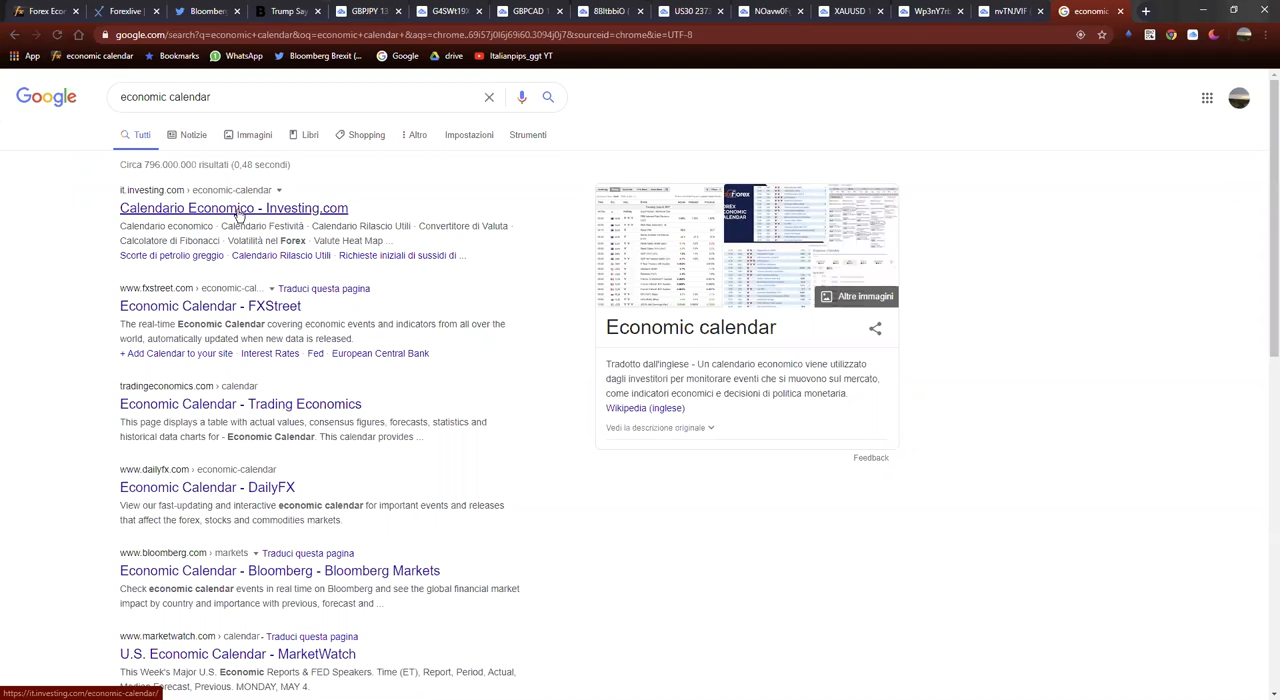 Forex Eco
Forexlive |
Bloomberg
Trump Say
GBPJPY 13
G4SWt19X
GBPCAD 1
88ItbbiO
US30 2373
NOavw0F
XAUUSD 1
Wp3nY7r
nvTNJVIF
economic
google.com/search?q=economic+calendar&oq=economic+calendar+&aqs=chrome..69i57j0l6j69i60.3094j0j7&sourceid=chrome&ie=UTF-8
App
economic calendar
Bookmarks
WhatsApp
Bloomberg Brexit (...
Google
drive
Italianpips_ggt YT
Google
economic calendar
Tutti
Notizie
Immagini
Libri
Shopping
Altro
Impostazioni
Strumenti
Circa 796.000.000 risultati (0,48 secondi)
it.investing.com › economic-calendar
Calendario Economico - Investing.com
Calendario Festività · Calendario Rilascio Utili · Convertitore di Valuta ·
Calcolatore di Fibonacci · Volatilità nel Forex · Valute Heat Map ...
Scorte di petrolio greggio · Calendario Rilascio Utili · Richieste iniziali di sussidi di ...
www.fxstreet.com › economic-cal... Traduci questa pagina
Economic Calendar - FXStreet
The real-time Economic Calendar covering economic events and indicators from all over the
world, automatically updated when new data is released.
+ Add Calendar to your site · Interest Rates · Fed · European Central Bank
tradingeconomics.com › calendar
Economic Calendar - Trading Economics
This page displays a table with actual values, consensus figures, forecasts, statistics and
historical data charts for - Economic Calendar. This calendar provides ...
www.dailyfx.com › economic-calendar
Economic Calendar - DailyFX
View our fast-updating and interactive economic calendar for important events and releases
that affect the forex, stocks and commodities markets.
www.bloomberg.com › markets Traduci questa pagina
Economic Calendar - Bloomberg - Bloomberg Markets
Check economic calendar events in real time on Bloomberg and see the global financial market
impact by country and importance with previous, forecast and ...
www.marketwatch.com › calendar Traduci questa pagina
U.S. Economic Calendar - MarketWatch
This Week's Major U.S. Economic Reports & FED Speakers. Time (ET), Report, Period, Actual,
Median Forecast, Previous. MONDAY, MAY 4.
FOREX
ECONOMIC
CALENDAR
Altre immagini
Economic calendar
Tradotto dall'inglese - Un calendario economico viene utilizzato
dagli investitori per monitorare eventi che si muovono sul mercato,
come indicatori economici e decisioni di politica monetaria.
Wikipedia (inglese)
Vedi la descrizione originale
Feedback
https://it.investing.com/economic-calendar/